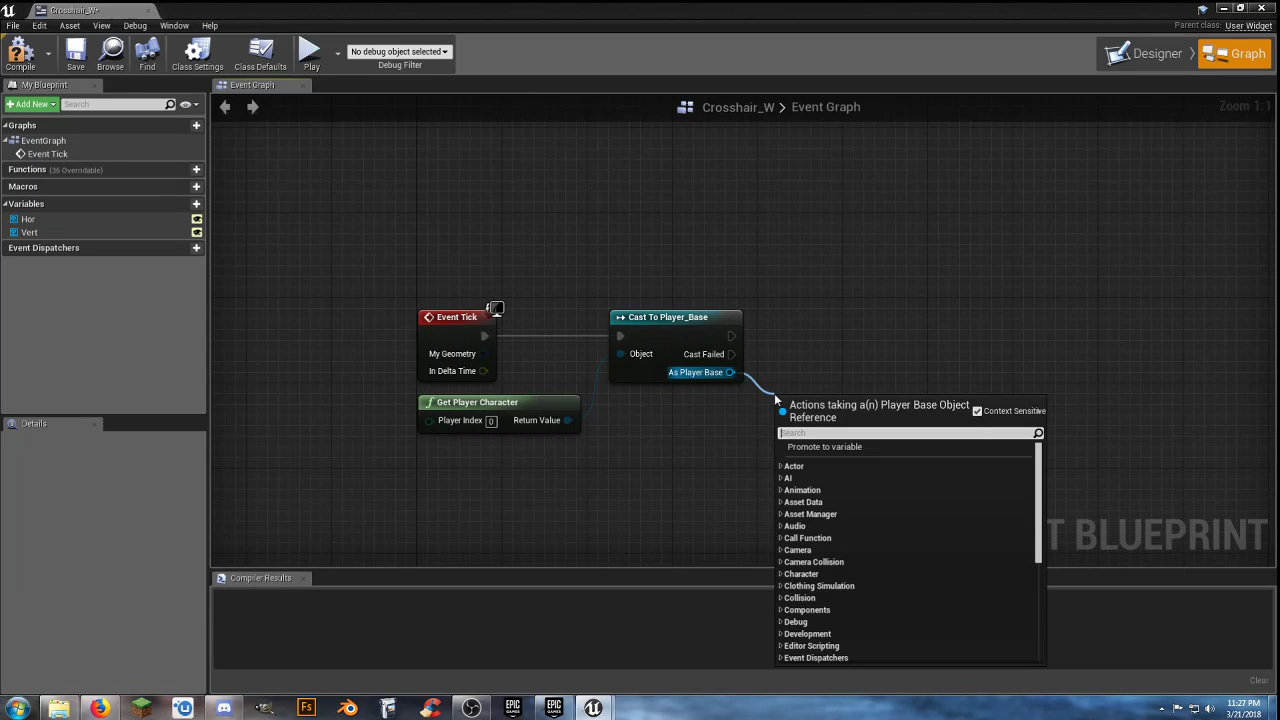 Crosshair_W*
File Edit Asset View Debug Window Help
Parent class: User Widget
Compile Save Browse Find Class Settings Class Defaults Play
No debug object selected
Debug Filter
Designer Graph
My Blueprint
Event Graph
Add New Search
Crosshair_W > Event Graph
Zoom 1:1
Graphs
EventGraph
Event Tick
Functions (36 Overridable)
Macros
Variables
Hor
Vert
Event Dispatchers
Details
Event Tick
My Geometry
In Delta Time
Cast To Player_Base
Object Cast Failed
As Player Base
Get Player Character
Player Index 0 Return Value
Actions taking a(n) Player Base Object
Reference
Context Sensitive
Search
Promote to variable
Actor
AI
Animation
Asset Data
Asset Manager
Audio
Call Function
Camera
Camera Collision
Character
Clothing Simulation
Collision
Components
Debug
Development
Editor Scripting
Event Dispatchers
T BLUEPRINT
Compiler Results
Clear
Fs
EPIC
GAMES
EPIC
GAMES
11:27 PM
3/21/2018